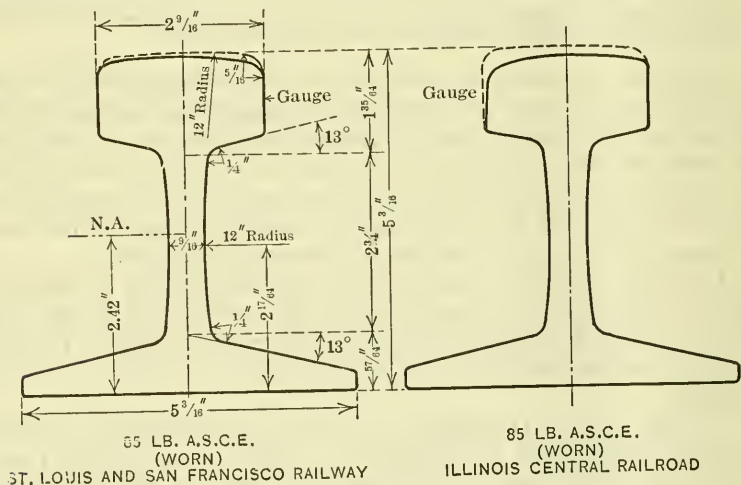 2 9/16"
5/16"
12" Radius
Gauge
13°
1/4"
1 35/64"
Gauge
N.A.
9/16"
12" Radius
2 3/4"
5 3/16"
2.42"
2 17/64"
1/4"
13°
57/64"
5 3/16"
85 LB. A.S.C.E.
(WORN)
ST. LOUIS AND SAN FRANCISCO RAILWAY
85 LB. A.S.C.E.
(WORN)
ILLINOIS CENTRAL RAILROAD